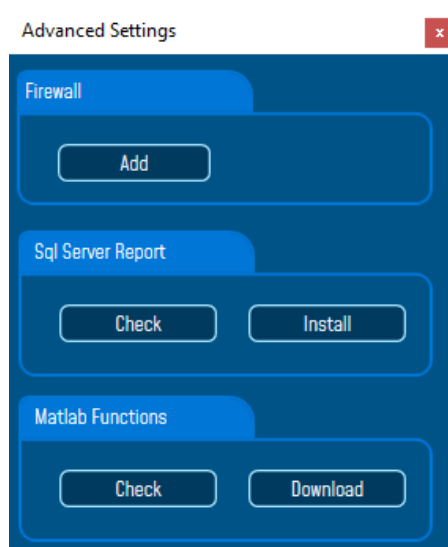 Advanced Settings
x
Firewall
Add
Sql Server Report
Check Install
Matlab Functions
Check Download